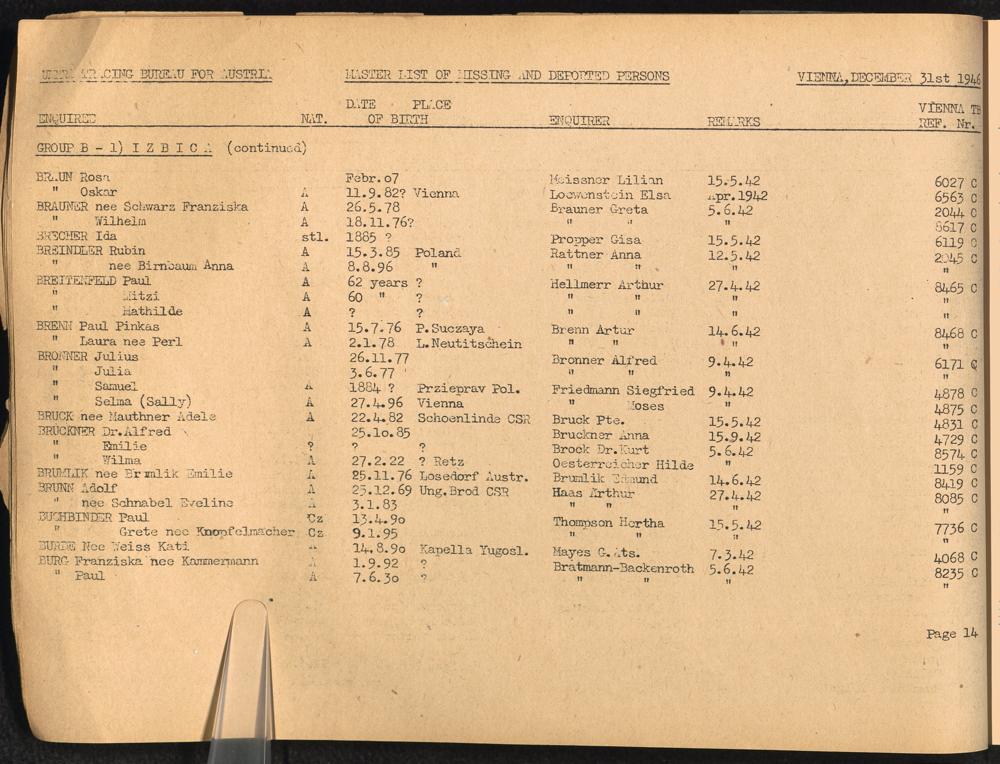 TRACING BUREAU FOR AUSTRIA MASTER LIST OF MISSING AND DEPORTED PERSONS VIENNA, DECEMBER 31st 1946
DATE PLACE VIENNA TB
ENQUIREE NAT. OF BIRTH ENQUIRER REMARKS REF. Nr.
GROUP B - 1) I Z B I C A (continued)
BRAUN Rosa Febr.o7 Meissner Lilian 15.5.42 6027 C
" Oskar A 11.9.82? Vienna Loewenstein Elsa Apr.1942 6563 C
BRAUNER nee Schwarz Franziska A 26.5.78 Brauner Greta 5.6.42 2044 C
" Wilhelm A 18.11.76? " " " 8617 C
BRECHER Ida stl. 1885 ? Propper Gisa 15.5.42 6119 C
BREINDLER Rubin A 15.3.85 Poland Rattner Anna 12.5.42 2045 C
" nee Birnbaum Anna A 8.8.96 " " " " "
BREITENFELD Paul A 62 years ? Hellmerr Arthur 27.4.42 8465 C
" Mitzi A 60 " ? " " " "
" Mathilde A ? ? " " " "
BRENN Paul Pinkas A 15.7.76 P.Suczaya Brenn Artur 14.6.42 8468 C
" Laura nee Perl A 2.1.78 L.Neutitschein " " " "
BRONNER Julius 26.11.77 Bronner Alfred 9.4.42 6171 C
" Julia 3.6.77 " " " "
" Samuel A 1884 ? Przieprav Pol. Friedmann Siegfried 9.4.42 4878 C
" Selma (Sally) A 27.4.96 Vienna " Moses " 4875 C
BRUCK nee Mauthner Adele A 22.4.82 Schoenlinde CSR Bruck Pte. 15.5.42 4831 C
BRUCKNER Dr.Alfred 25.1o.85 Bruckner Anna 15.9.42 4729 C
" Emilie ? ? ? Brock Dr.Kurt 5.6.42 8574 C
" Wilma A 27.2.22 ? Retz Oesterreicher Hilde " 1159 C
BRUMLIK nee Brumlik Emilie A 25.11.76 Losedorf Austr. Brumlik Edmund 14.6.42 8419 C
BRUNN Adolf A 25.12.69 Ung.Brod CSR Haas Arthur 27.4.42 8085 C
" nee Schnabel Eveline A 3.1.83 " " " "
BUCHBINDER Paul Cz 13.4.9o Thompson Hertha 15.5.42 7736 C
" Grete nee Knopfelmacher Cz 9.1.95 " " " "
BURDE Nee Weiss Kati A 14.8.9o Kapella Yugosl. Mayes G. Ats. 7.3.42 4068 C
BURG Franziska nee Kammermann A 1.9.92 ? Bratmann-Backenroth 5.6.42 8235 C
" Paul A 7.6.3o ? " " " "
Page 14